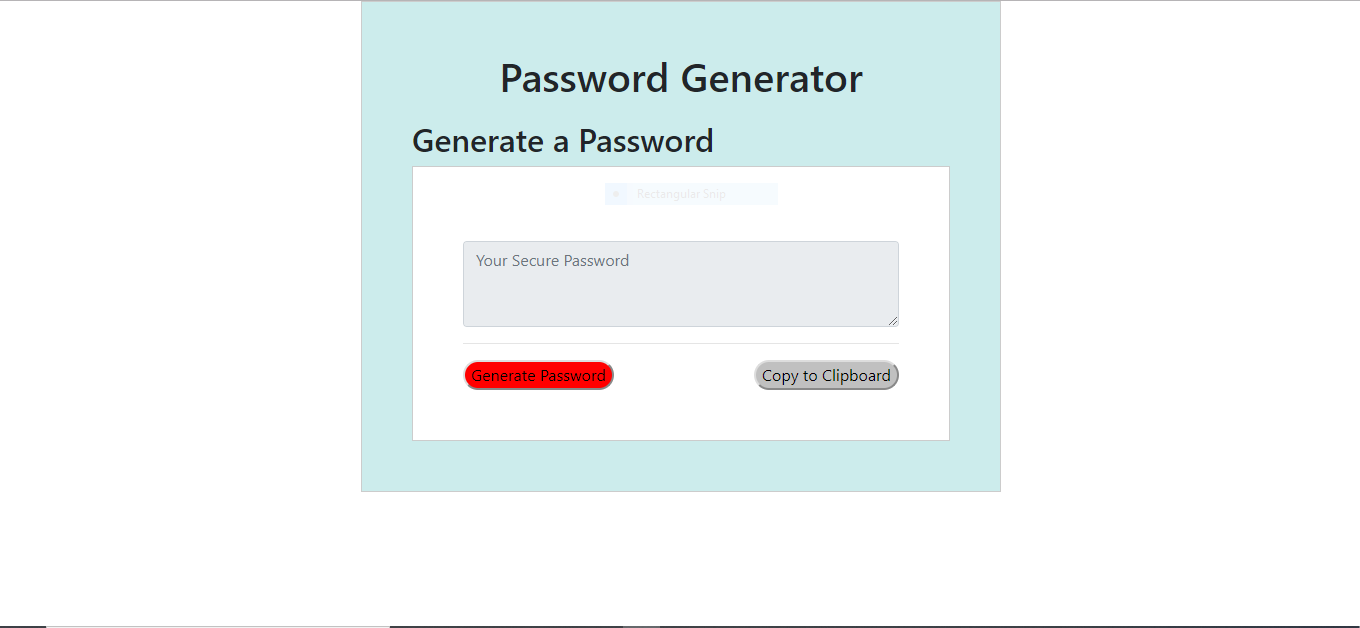 Password Generator
Generate a Password
Rectangular Snip
Your Secure Password
Generate Password
Copy to Clipboard